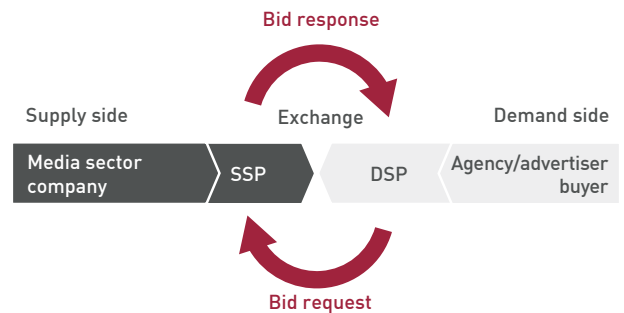 Bid response
Supply side
Exchange
Demand side
Media sector
company
SSP
DSP
Agency/advertiser
buyer
Bid request